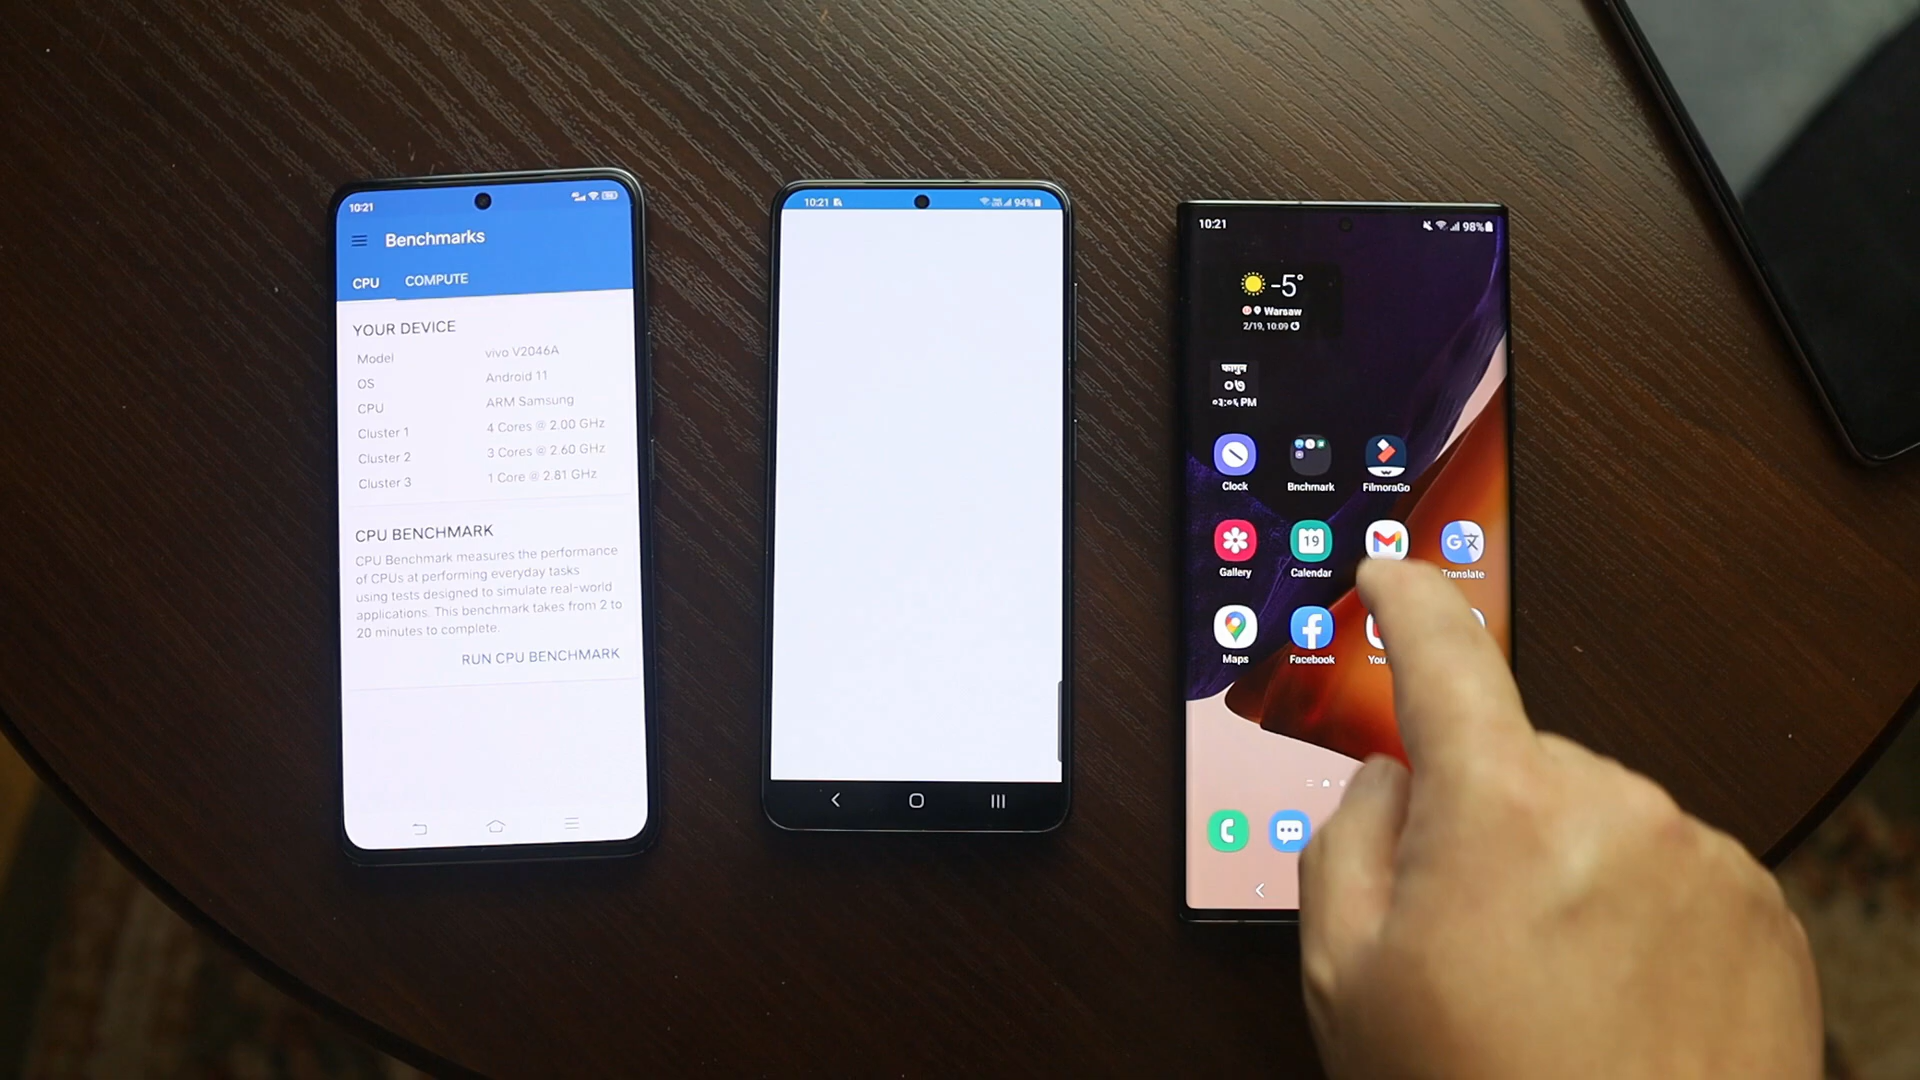 10:21
Benchmarks
CPU COMPUTE
YOUR DEVICE
Model vivo V2046A
OS Android 11
CPU ARM Samsung
Cluster 1 4 Cores @ 2.00 GHz
Cluster 2 3 Cores @ 2.60 GHz
Cluster 3 1 Core @ 2.81 GHz
CPU BENCHMARK
CPU Benchmark measures the performance
of CPUs at performing everyday tasks
using tests designed to simulate real-world
applications. This benchmark takes from 2 to
20 minutes to complete.
RUN CPU BENCHMARK
10:21 94%
10:21 98%
-5°
Warsaw
2/19, 10:09
फागुन
०७
०३:०६ PM
Clock Bnchmark FilmoraGo
19
Gallery Calendar Translate
Maps Facebook You